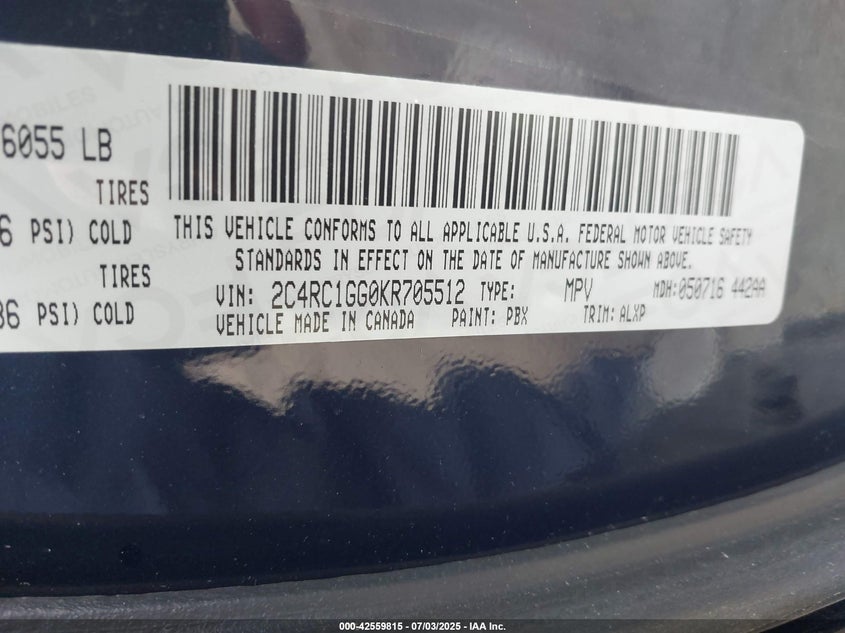 6055 LB
TIRES
6 PSI) COLD
TIRES
36 PSI) COLD
THIS VEHICLE CONFORMS TO ALL APPLICABLE U.S.A. FEDERAL MOTOR VEHICLE SAFETY
STANDARDS IN EFFECT ON THE DATE OF MANUFACTURE SHOWN ABOVE.
VIN: 2C4RC1GG0KR705512 TYPE: MPV MDH:050716 442AA
VEHICLE MADE IN CANADA PAINT: PBX TRIM: ALXP
000-42559815 - 07/03/2025 - IAA Inc.